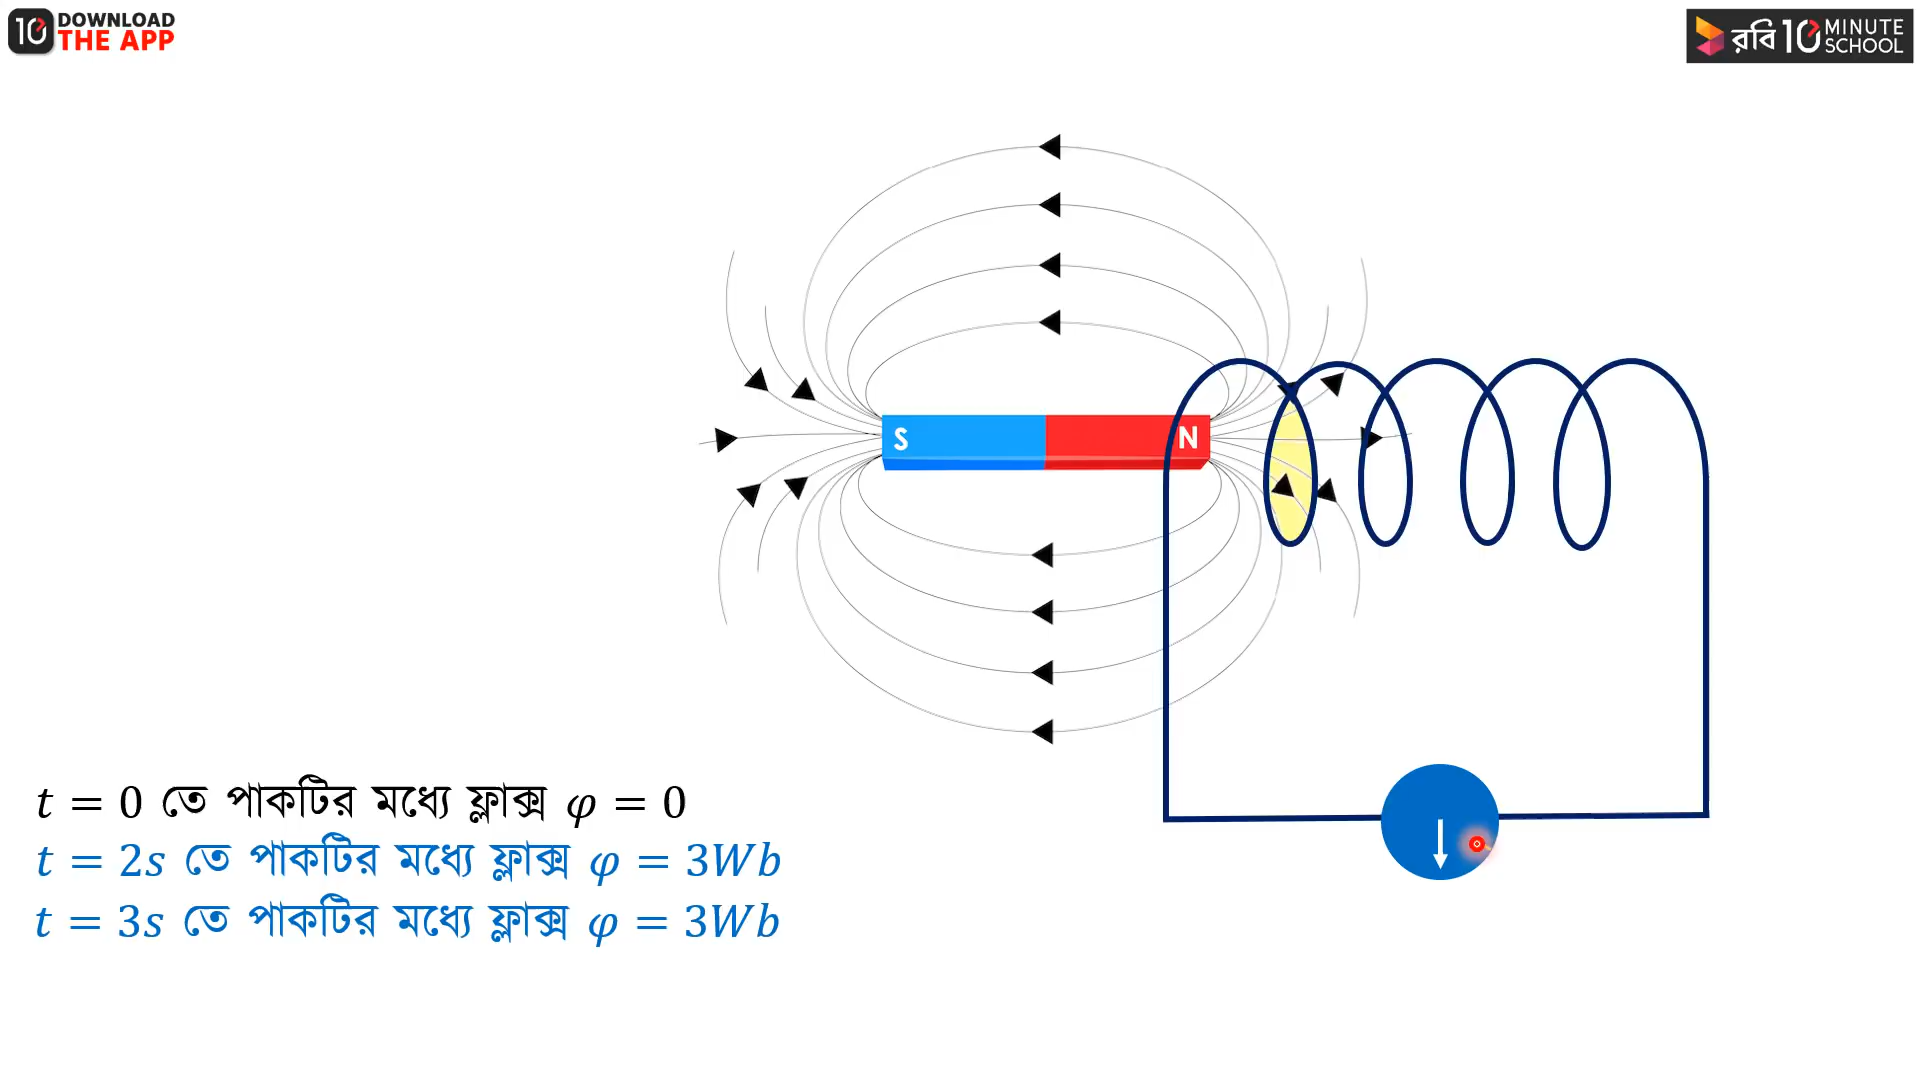 10 DOWNLOAD
THE APP
রবি 10 MINUTE
SCHOOL
S
N
t = 0 তে পাকটির মধ্যে ফ্লাক্স φ = 0
t = 2s তে পাকটির মধ্যে ফ্লাক্স φ = 3Wb
t = 3s তে পাকটির মধ্যে ফ্লাক্স φ = 3Wb